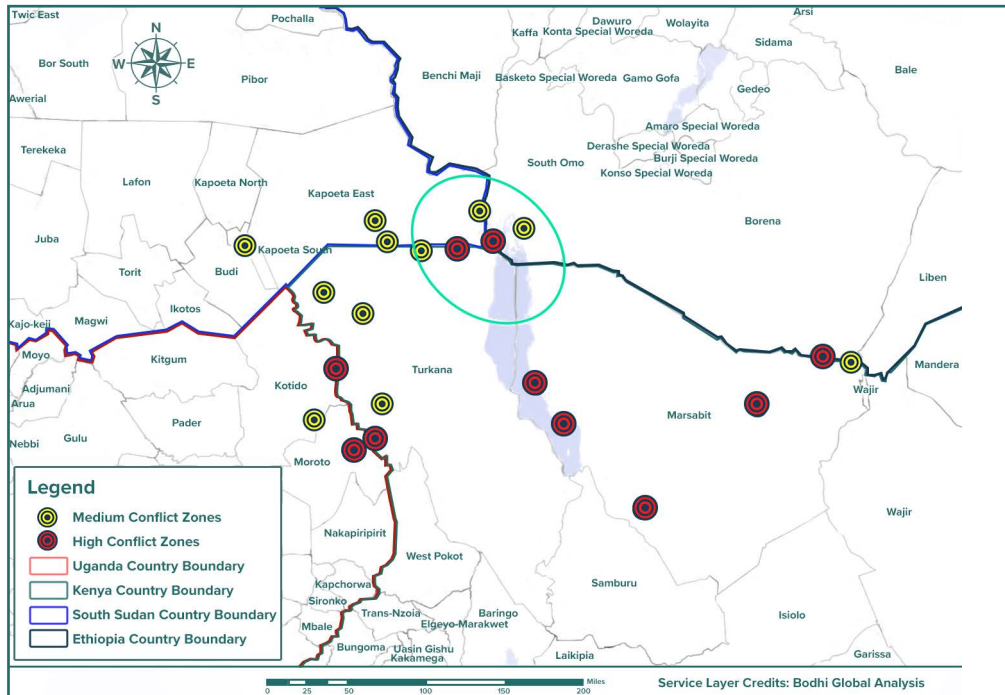 Twic East
Pochalla
Kaffa
Dawuro
Konta Special Woreda
Wolayita
Arsi
Sidama
N
W
E
S
Bor South
Pibor
Benchi Maji
Basketo Special Woreda
Gamo Gofa
Gedeo
Bale
Awerial
Amaro Special Woreda
Derashe Special Woreda
Burji Special Woreda
Konso Special Woreda
Terekeka
Lafon
Kapoeta North
Kapoeta East
South Omo
Borena
Juba
Kapoeta South
Torit
Budi
Liben
Ikotos
Kajo-keji
Magwi
Moyo
Kitgum
Adjumani
Kotido
Turkana
Mandera
Wajir
Arua
Pader
Marsabit
Nebbi
Gulu
Moroto
Legend
Medium Conflict Zones
High Conflict Zones
Uganda Country Boundary
Kenya Country Boundary
South Sudan Country Boundary
Ethiopia Country Boundary
Wajir
Nakapiripirit
West Pokot
Kapchorwa
Samburu
Sironko
Trans-Nzoia
Baringo
Isiolo
Mbale
Elgeyo-Marakwet
Bungoma
Uasin Gishu
Kakamega
Laikipia
Garissa
0 25 50 100 150 200 Miles
Service Layer Credits: Bodhi Global Analysis